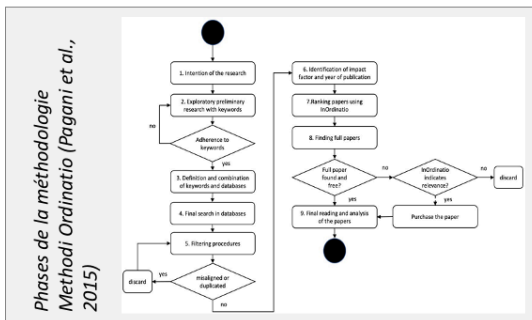 Phases de la méthodologie
Methodi Ordinatio (Pagani et al.,
2015)
1. Intention of the research
2. Exploratory preliminary
research with keywords
no
Adherence to
keywords
yes
3. Definition and combination
of keywords and databases
4. Final search in databases
5. Filtering procedures
discard
yes
misaligned or
duplicated
no
6. Identification of impact
factor and year of publication
7.Ranking papers using
InOrdinatio
8. Finding full papers
Full paper
found and
free?
no
InOrdinatio
indicates
relevance?
no
discard
yes
yes
9. Final reading and analysis
of the papers
Purchase the paper